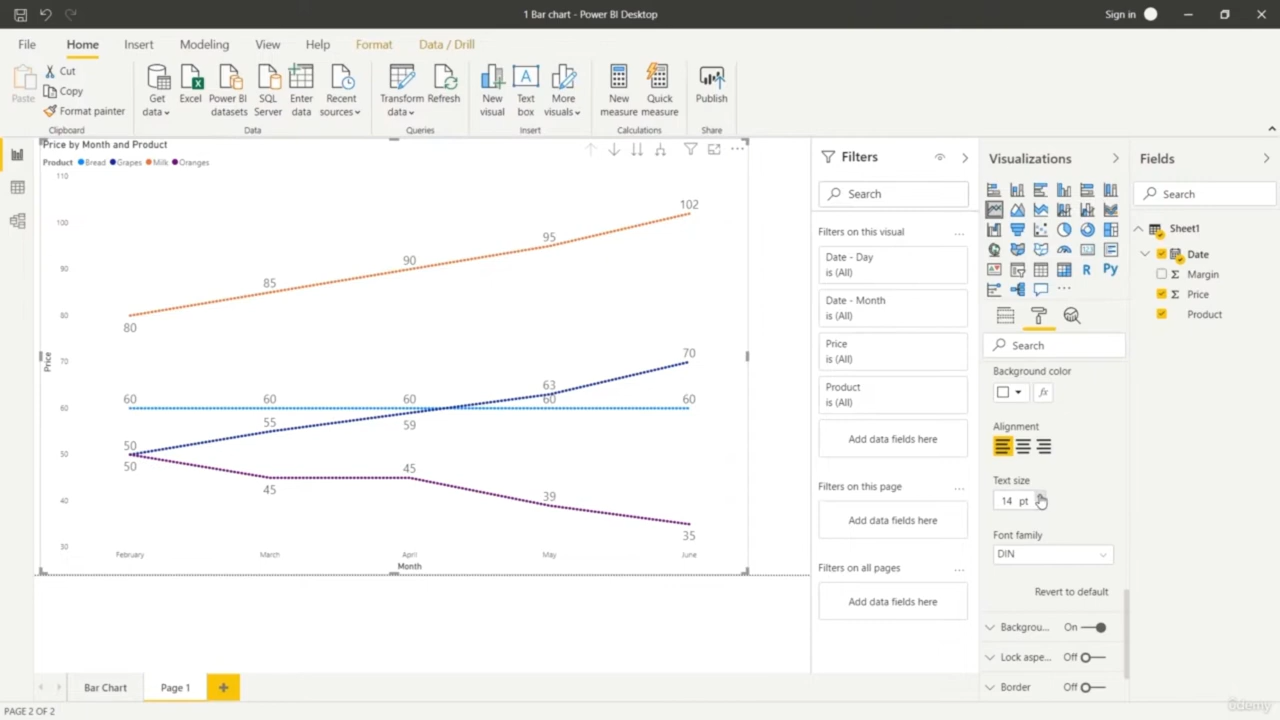 1 Bar chart - Power BI Desktop
Sign in
File Home Insert Modeling View Help Format Data / Drill
Paste
Cut
Copy
Format painter
Clipboard
Get data
Excel
Power BI datasets
SQL Server
Enter data
Recent sources
Data
Transform data
Refresh
Queries
New visual
Text box
More visuals
Insert
New measure
Quick measure
Calculations
Publish
Share
Price by Month and Product
Product Bread Grapes Milk Oranges
110
100
90
80
70
60
50
40
30
Price
80 85 90 95 102
60 60 60 60 60
50 55 59 63 70
50 45 45 39 35
February March April May June
Month
Filters
Search
Filters on this visual ...
Date - Day
is (All)
Date - Month
is (All)
Price
is (All)
Product
is (All)
Add data fields here
Filters on this page ...
Add data fields here
Filters on all pages ...
Add data fields here
Visualizations
R Py
...
Search
Background color
fx
Alignment
Text size
14 pt
Font family
DIN
Revert to default
Backgrou... On
Lock aspe... Off
Border Off
Fields
Search
Sheet1
Date
Σ Margin
Σ Price
Product
Bar Chart
Page 1
+
PAGE 2 OF 2
ûdemy